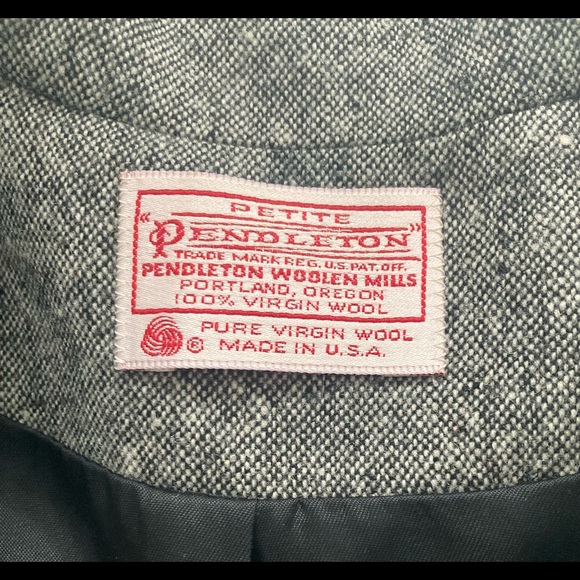 PETITE
"PENDLETON"
TRADE MARK REG. U.S. PAT. OFF.
PENDLETON WOOLEN MILLS
PORTLAND, OREGON
100% VIRGIN WOOL
PURE VIRGIN WOOL
® MADE IN U.S.A.